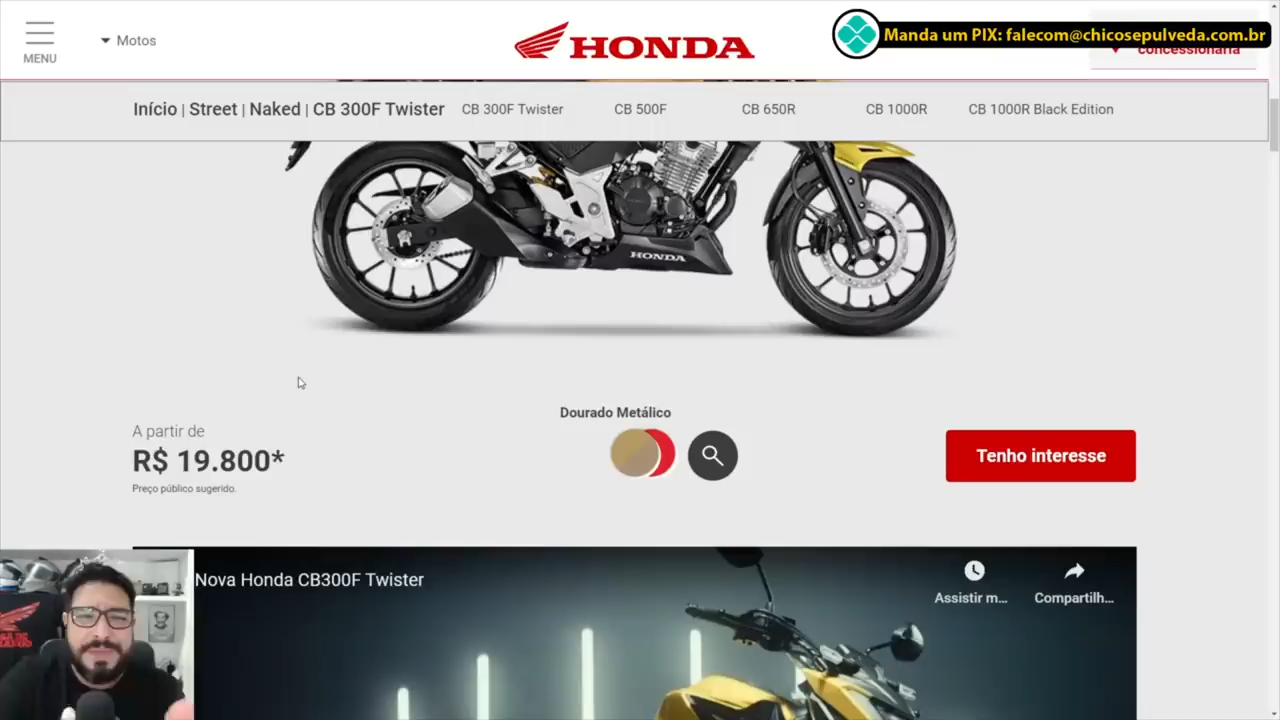 MENU
Motos
HONDA
Manda um PIX: falecom@chicosepulveda.com.br
concessionária
Início | Street | Naked | CB 300F Twister
CB 300F Twister
CB 500F
CB 650R
CB 1000R
CB 1000R Black Edition
HONDA
Dourado Metálico
A partir de
R$ 19.800*
Preço público sugerido.
Tenho interesse
Nova Honda CB300F Twister
Assistir m...
Compartilh...